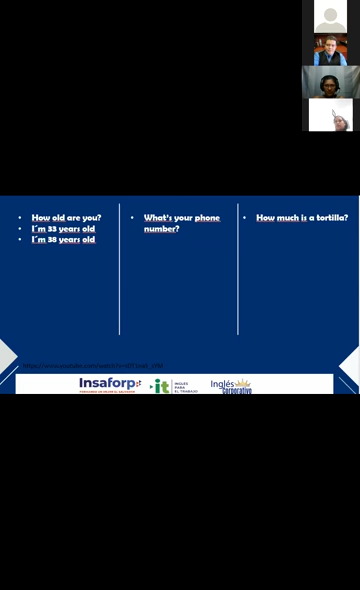 How old are you?
I´m 33 years old
I´m 38 years old
What's your phone
number?
How much is a tortilla?
Insaforp
it
INGLÉS
PARA
EL TRABAJO
Inglés
Corporativo